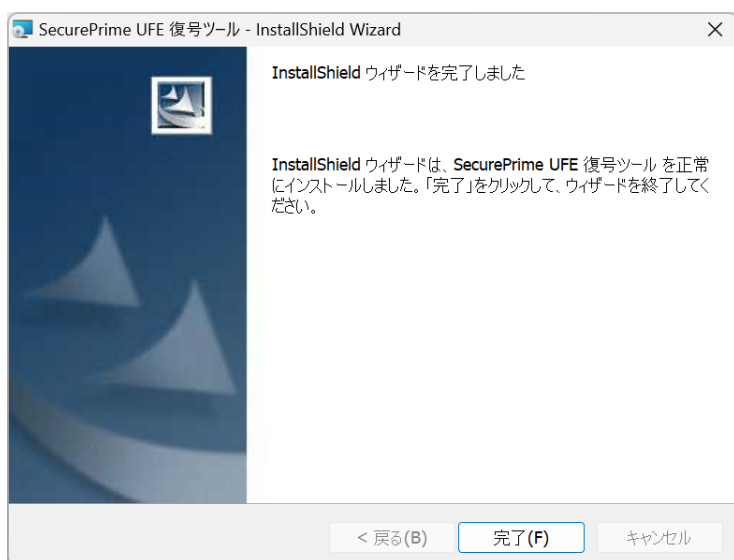 SecurePrime UFE 復号ツール - InstallShield Wizard
InstallShield ウィザードを完了しました
InstallShield ウィザードは、SecurePrime UFE 復号ツール を正常
にインストールしました。「完了」をクリックして、ウィザードを終了してく
ださい。
< 戻る(B)
完了(F)
キャンセル